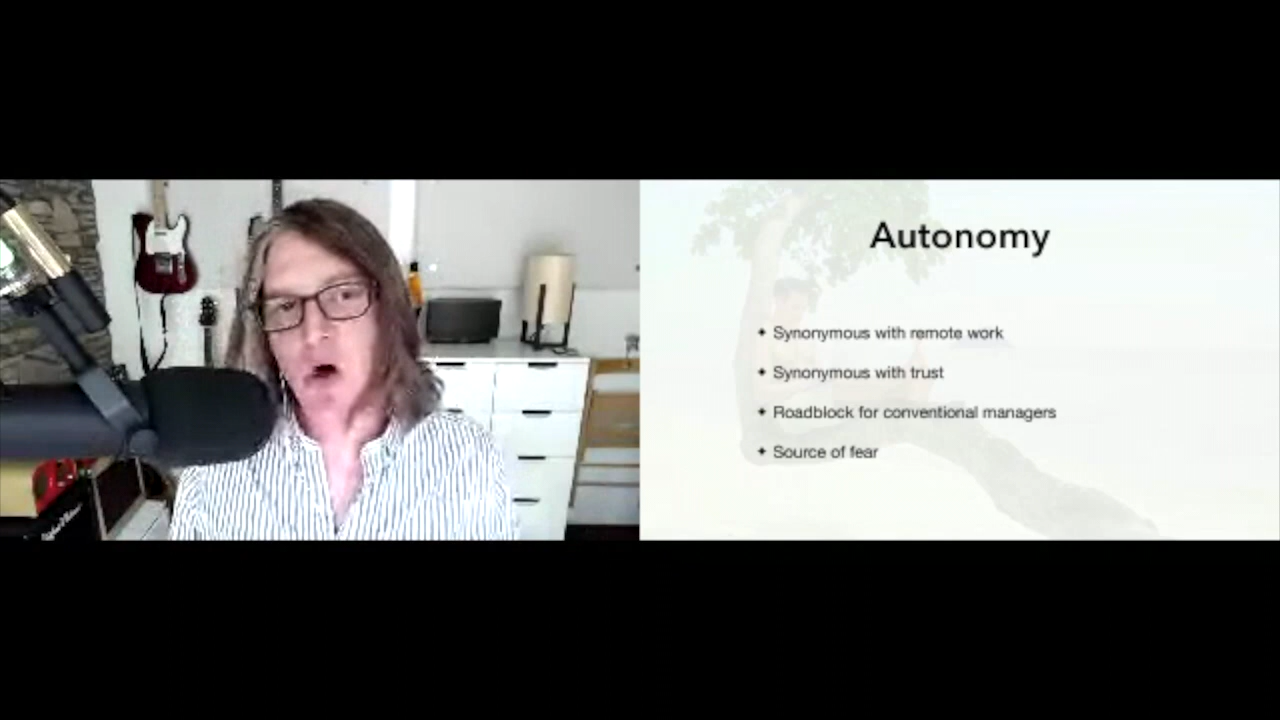 Autonomy
Synonymous with remote work
Synonymous with trust
Roadblock for conventional managers
Source of fear